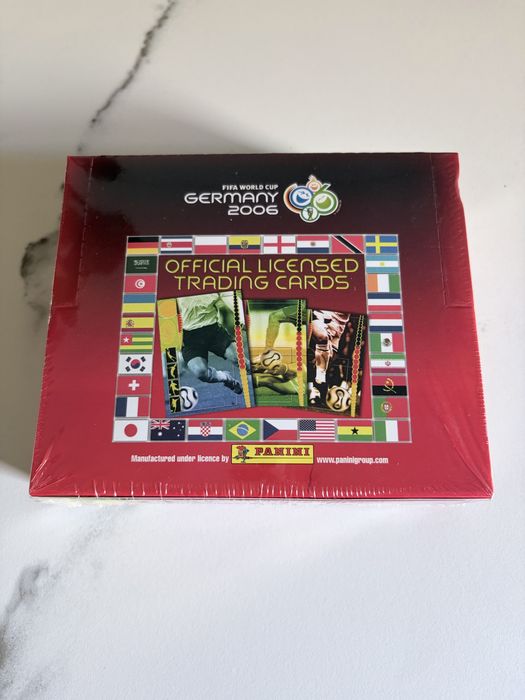 FIFA WORLD CUP
GERMANY
2006
OFFICIAL LICENSED
TRADING CARDS
Manufactured under licence by PANINI www.paninigroup.com